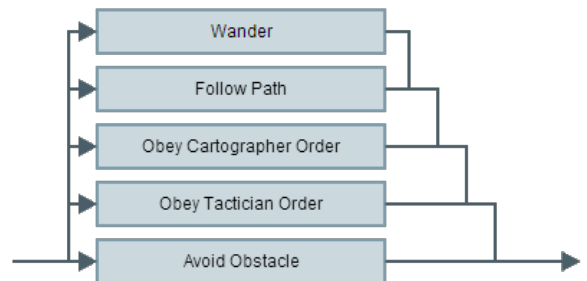 Wander
Follow Path
Obey Cartographer Order
Obey Tactician Order
Avoid Obstacle